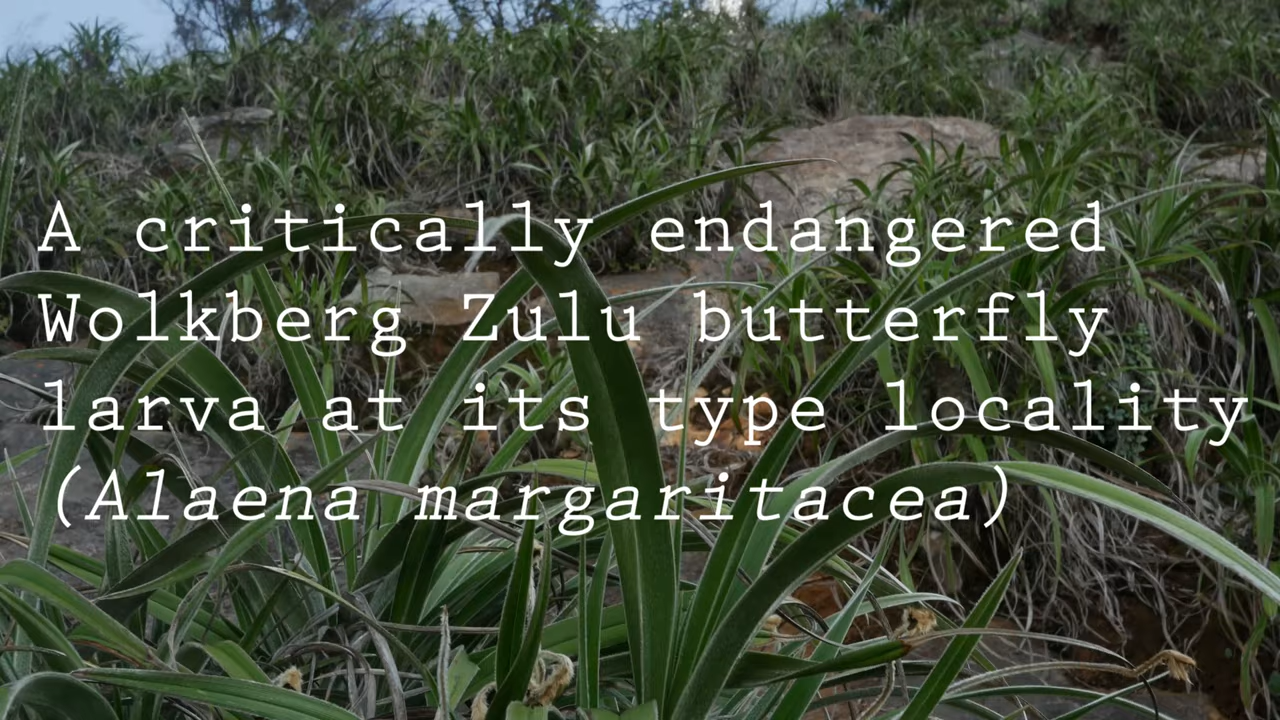 A critically endangered
Wolkberg Zulu butterfly
larva at its type locality
(Alaena margaritacea)